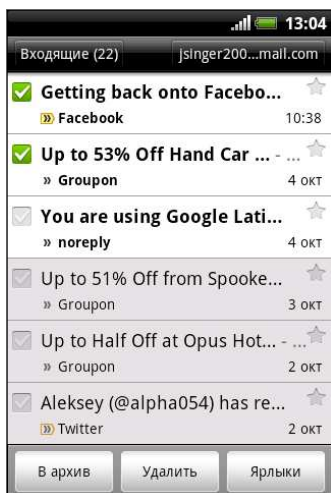 13:04
Входящие (22) jsinger200...mail.com
Getting back onto Facebo...
» Facebook 10:38
Up to 53% Off Hand Car ... - ...
» Groupon 4 окт
You are using Google Lati...
» noreply 4 окт
Up to 51% Off from Spooke...
» Groupon 3 окт
Up to Half Off at Opus Hot... - ...
» Groupon 2 окт
Aleksey (@alpha054) has re...
» Twitter 2 окт
В архив Удалить Ярлыки